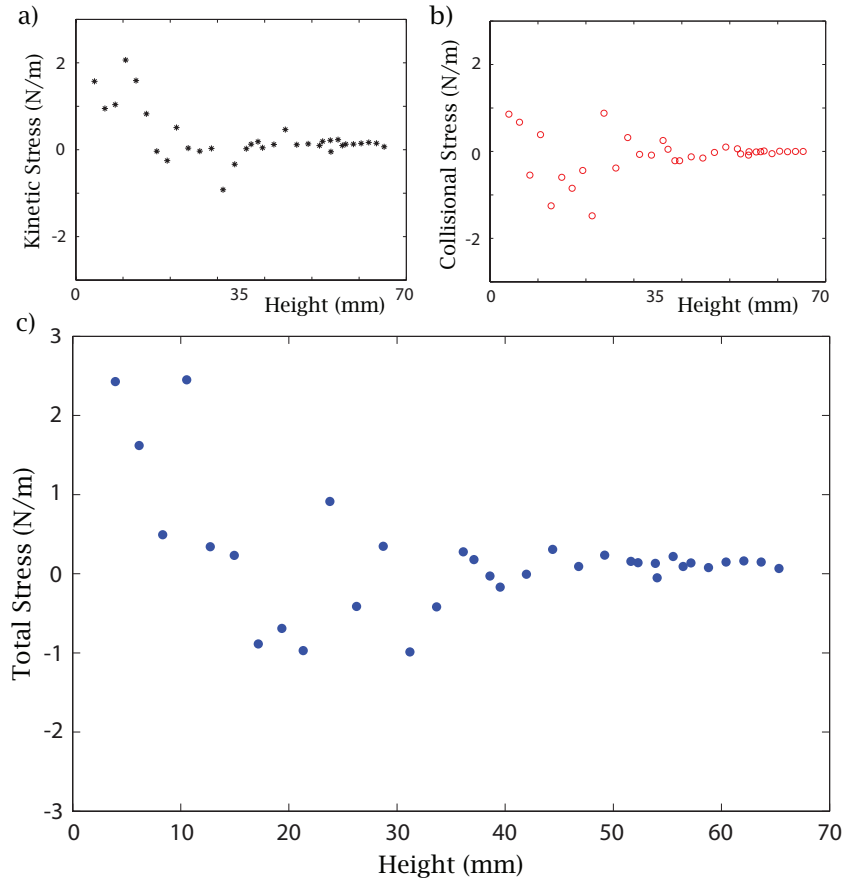 a)
Kinetic Stress (N/m)
2
0
-2
0
35
70
Height (mm)
b)
Collisional Stress (N/m)
2
0
-2
0
35
70
Height (mm)
c)
Total Stress (N/m)
3
2
1
0
-1
-2
-3
0 10 20 30 40 50 60 70
Height (mm)